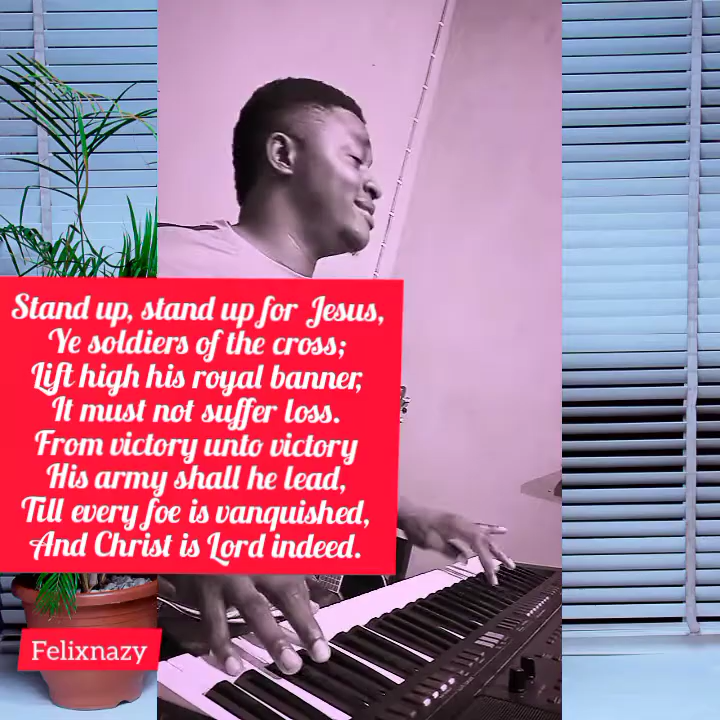 Stand up, stand up for Jesus,
Ye soldiers of the cross;
Lift high his royal banner,
It must not suffer loss.
From victory unto victory
His army shall he lead,
Till every foe is vanquished,
And Christ is Lord indeed.
Felixnazy